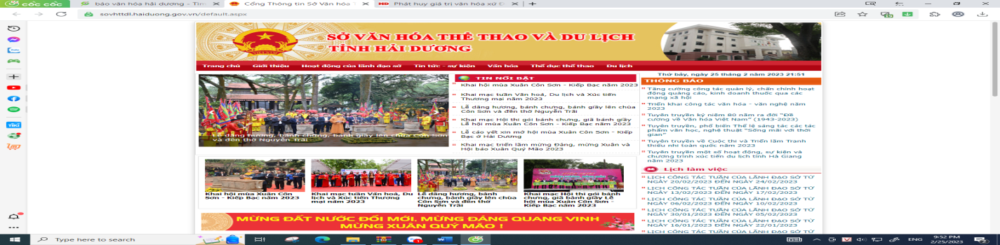 cốc cốc
báo văn hóa hải dương - Tìm
Cổng Thông tin Sở Văn hóa T
HD Phát huy giá trị văn hóa xứ Đ
sovhttdl.haiduong.gov.vn/default.aspx
SỞ VĂN HÓA THỂ THAO VÀ DU LỊCH
TỈNH HẢI DƯƠNG
Trang chủ Giới thiệu Hoạt động của lãnh đạo sở Tin tức - sự kiện Văn hóa Thể dục thể thao Du lịch
Lễ dâng hương, bánh chưng, bánh giầy lên chùa Côn Sơn
và đền thờ Nguyễn Trãi
TIN NỔI BẬT
Khai hội mùa Xuân Côn Sơn - Kiếp Bạc năm 2023
Khai mạc tuần Văn hoá, Du lịch và Xúc tiến
Thương mại năm 2023
Lễ dâng hương, bánh chưng, bánh giầy lên chùa
Côn Sơn và đền thờ Nguyễn Trãi
Khai mạc Hội thi gói bánh chưng, giã bánh giầy
Lễ hội mùa Xuân Côn Sơn - Kiếp Bạc năm 2023
Lễ cáo yết xin mở hội mùa Xuân Côn Sơn - Kiếp
Bạc ở Hải Dương
Khai mạc triển lãm mừng Đảng, mừng Xuân và
Hội báo Xuân Quý Mão 2023
Thứ bảy, ngày 25 tháng 2 năm 2023 21:51
THÔNG BÁO
Tăng cường công tác quản lý, chấn chỉnh hoạt
động quảng cáo, kinh doanh thuốc qua các
mạng xã hội
Triển khai công tác văn hóa - văn nghệ năm
2023
Tuyên truyền kỷ niệm 80 năm ra đời "Đề
cương về Văn hóa Việt Nam" (1943-2023)
Tuyên truyền, phổ biến Thể lệ sáng tác các tác
phẩm văn học, nghệ thuật "Sống mãi với thời
gian"
Tuyên truyền về Cuộc thi và Triển lãm Tranh
thiếu nhi toàn quốc năm 2023
Tuyên truyền một số hoạt động, sự kiện và
chương trình xúc tiến du lịch tỉnh Hà Giang
năm 2023
Lịch làm việc
LỊCH CÔNG TÁC TUẦN CỦA LÃNH ĐẠO SỞ TỪ
NGÀY 20/02/2023 ĐẾN NGÀY 24/02/2023
LỊCH CÔNG TÁC TUẦN CỦA LÃNH ĐẠO SỞ TỪ
NGÀY 13/02/2023 ĐẾN NGÀY 17/02/2023
LỊCH CÔNG TÁC TUẦN CỦA LÃNH ĐẠO SỞ TỪ
NGÀY 06/02/2023 ĐẾN NGÀY 10/02/2023
LỊCH CÔNG TÁC TUẦN CỦA LÃNH ĐẠO SỞ TỪ
NGÀY 30/01/2023 ĐẾN NGÀY 05/02/2023
LỊCH CÔNG TÁC TUẦN CỦA LÃNH ĐẠO SỞ TỪ
NGÀY 16/01/2023 ĐẾN NGÀY 22/01/2023
LỊCH CÔNG TÁC TUẦN CỦA LÃNH ĐẠO SỞ TỪ
Khai hội mùa Xuân Côn
Sơn - Kiếp Bạc năm 2023
Khai mạc tuần Văn hoá, Du
lịch và Xúc tiến Thương
mại năm 2023
Lễ dâng hương, bánh
chưng, bánh giầy lên chùa
Côn Sơn và đền thờ
Nguyễn Trãi
Khai mạc Hội thi gói bánh
chưng, giã bánh giầy Lễ
hội mùa Xuân Côn Sơn -
Kiếp Bạc năm 2023
MỪNG ĐẤT NƯỚC ĐỔI MỚI, MỪNG ĐẢNG QUANG VINH
MỪNG XUÂN QUÝ MÃO !
TIKI
Type here to search
ENG
9:52 PM
2/25/2023